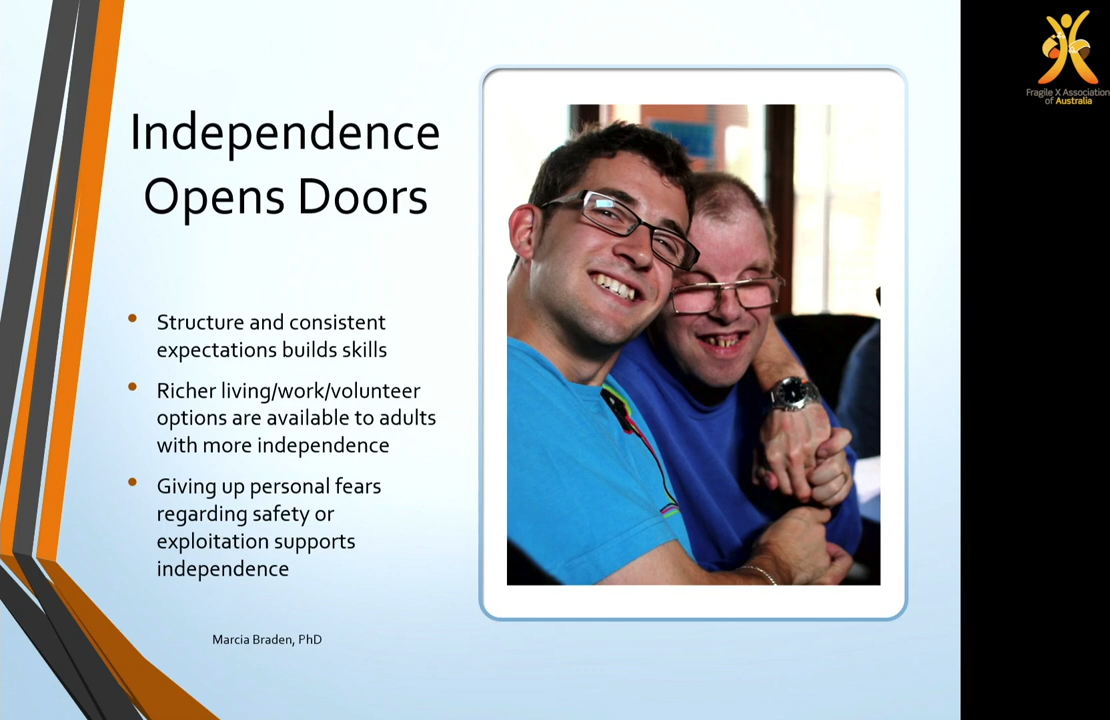 Independence
Opens Doors
Structure and consistent
expectations builds skills
Richer living/work/volunteer
options are available to adults
with more independence
Giving up personal fears
regarding safety or
exploitation supports
independence
Marcia Braden, PhD
Fragile X Association
of Australia